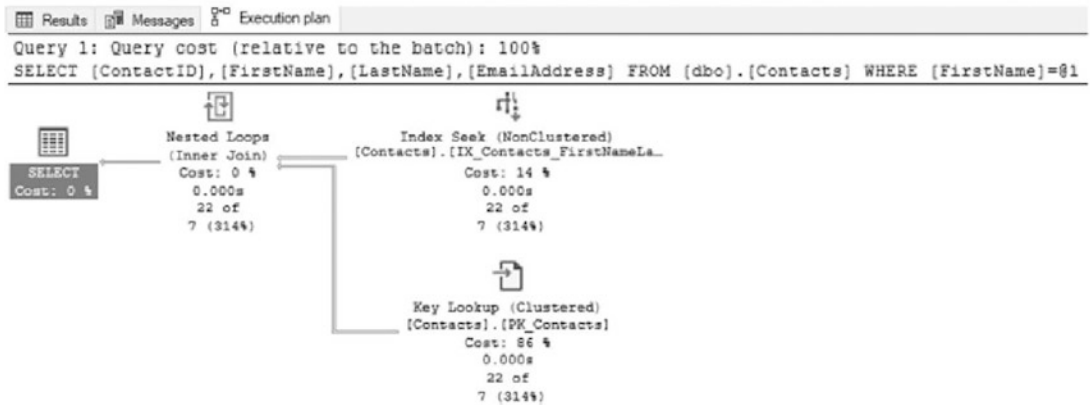 Results Messages Execution plan
Query 1: Query cost (relative to the batch): 100%
SELECT [ContactID],[FirstName],[LastName],[EmailAddress] FROM [dbo].[Contacts] WHERE [FirstName]=@1
SELECT
Cost: 0 %
Nested Loops
(Inner Join)
Cost: 0 %
0.000s
22 of
7 (314%)
Index Seek (NonClustered)
[Contacts].[IX_Contacts_FirstNameLa…
Cost: 14 %
0.000s
22 of
7 (314%)
Key Lookup (Clustered)
[Contacts].[PK_Contacts]
Cost: 86 %
0.000s
22 of
7 (314%)